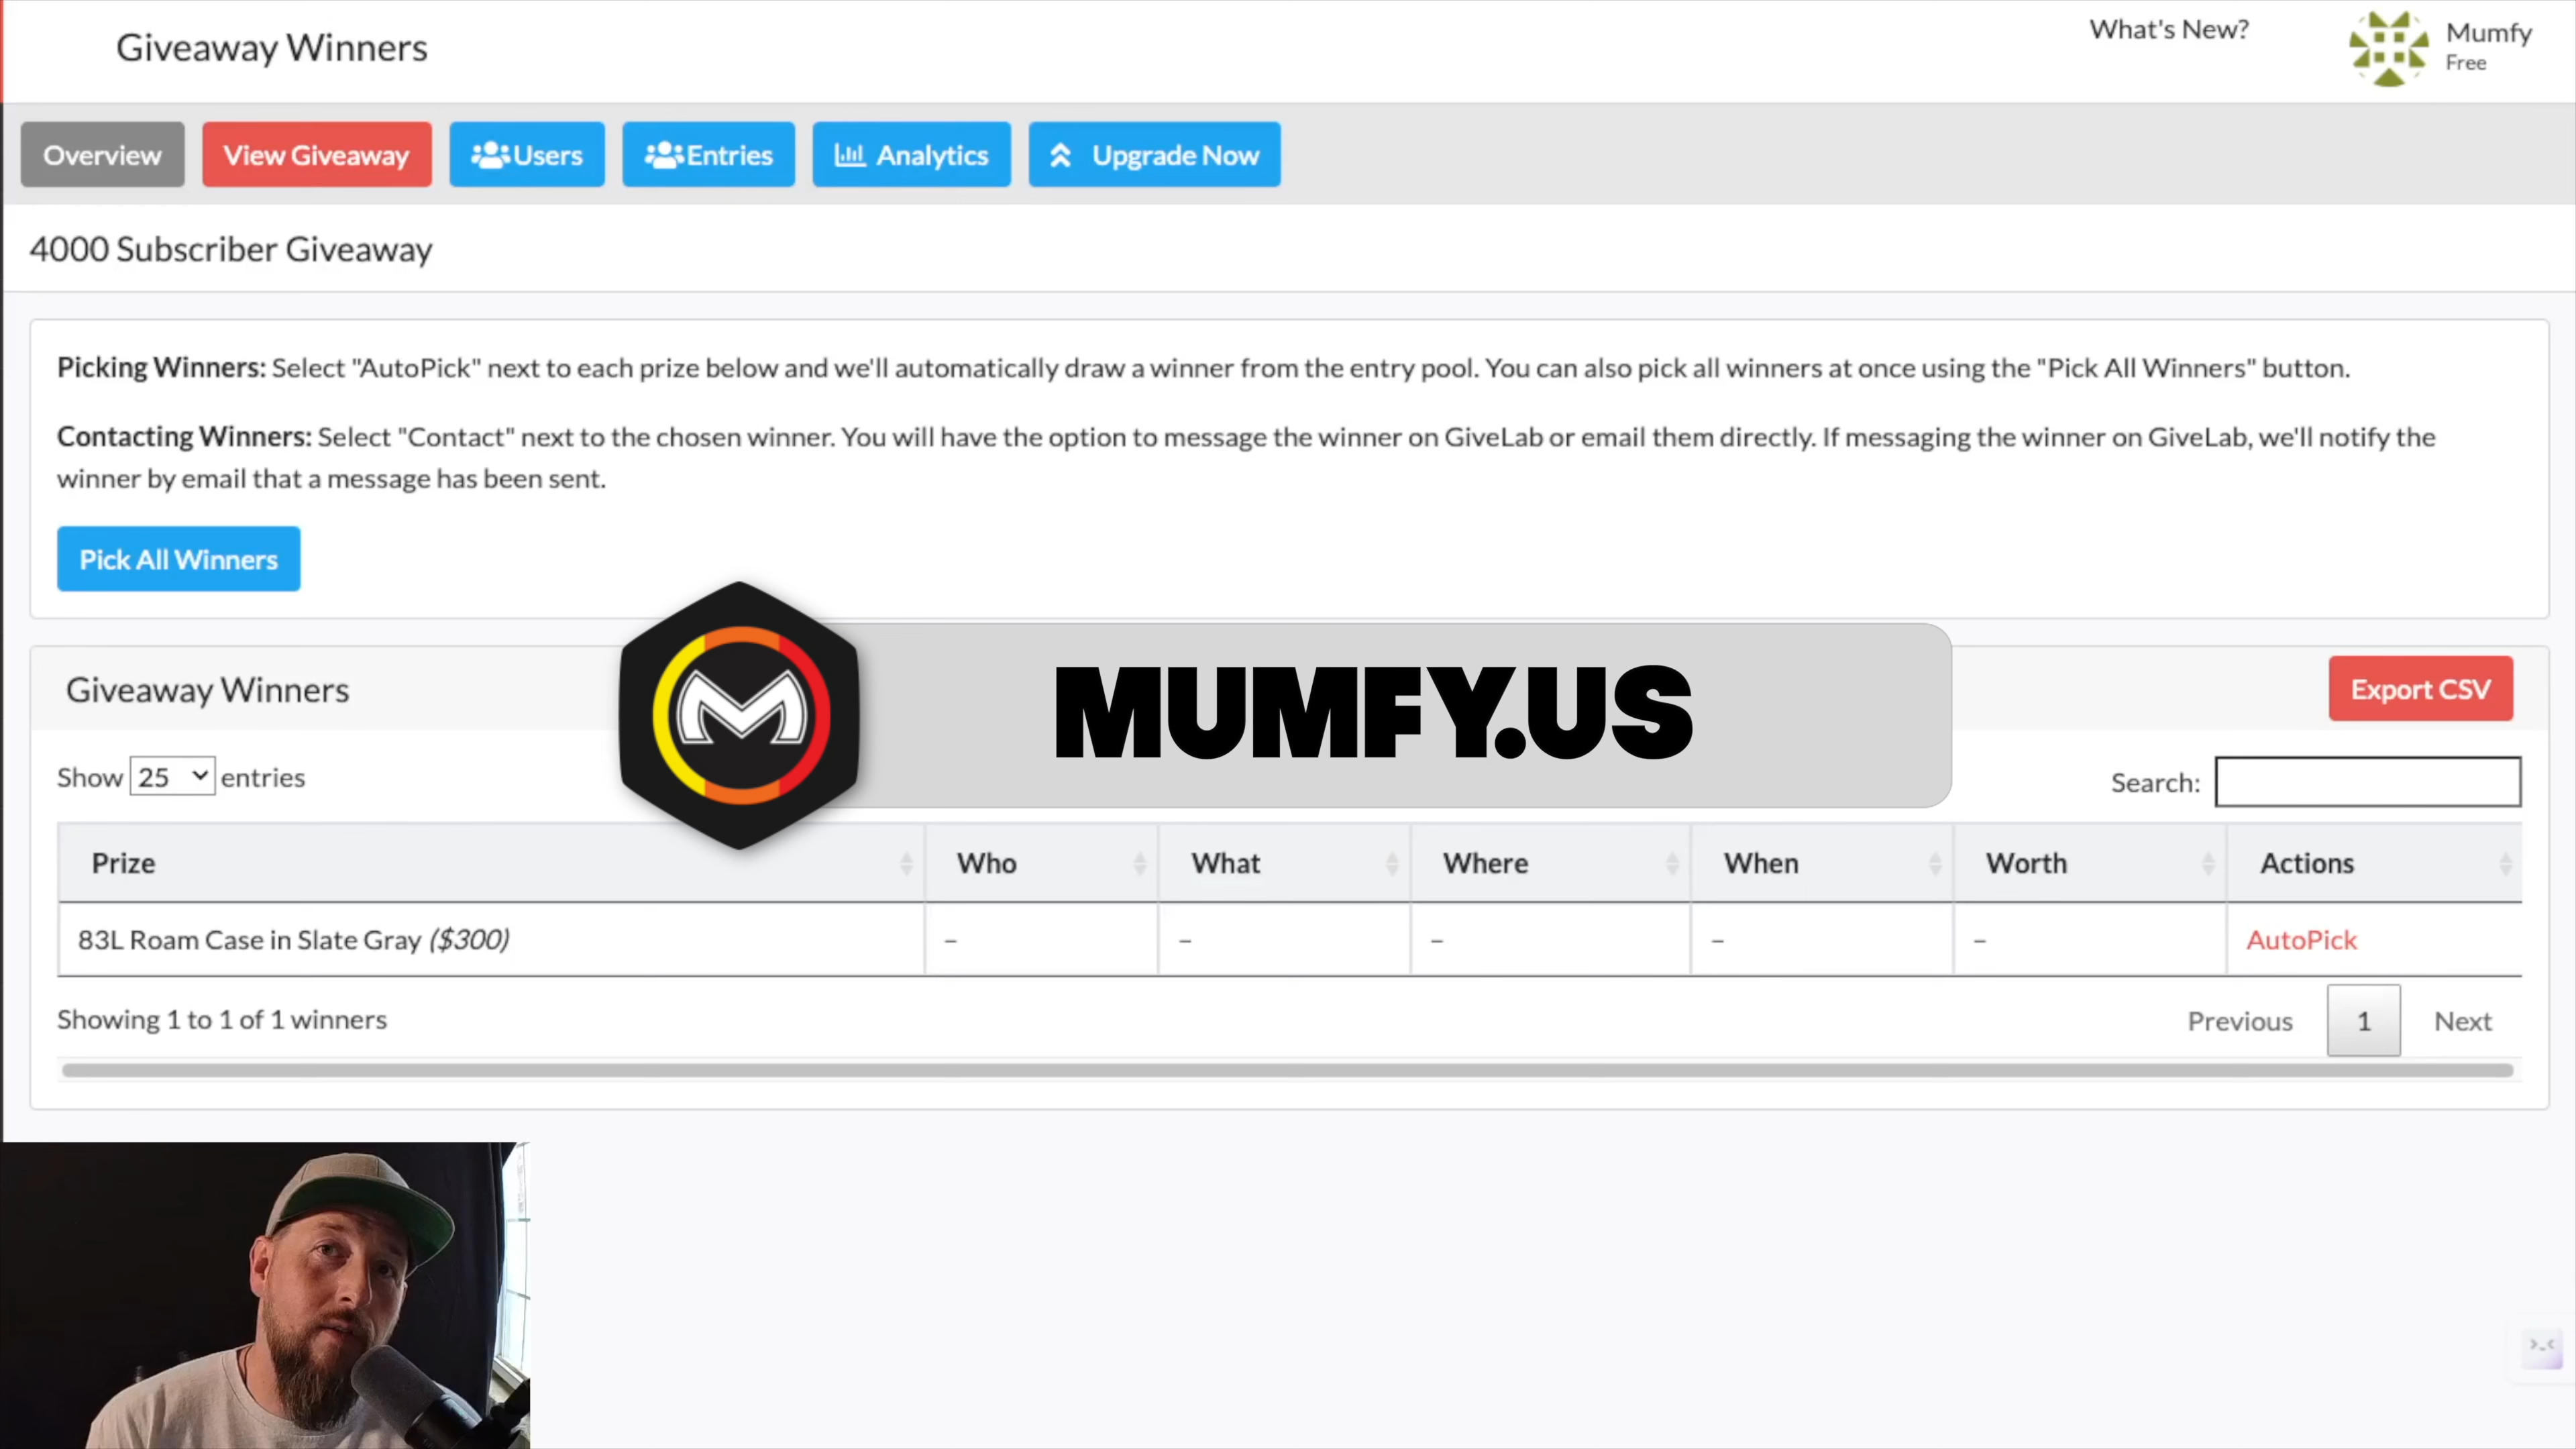 Giveaway Winners
What's New?
Mumfy
Free
Overview
View Giveaway
Users
Entries
Analytics
Upgrade Now
4000 Subscriber Giveaway
Picking Winners: Select "AutoPick" next to each prize below and we'll automatically draw a winner from the entry pool. You can also pick all winners at once using the "Pick All Winners" button.
Contacting Winners: Select "Contact" next to the chosen winner. You will have the option to message the winner on GiveLab or email them directly. If messaging the winner on GiveLab, we'll notify the
winner by email that a message has been sent.
Pick All Winners
Giveaway Winners
M
MUMFY.US
Export CSV
Show 25 entries
Search:
Prize Who What Where When Worth Actions
83L Roam Case in Slate Gray ($300) – – – – – AutoPick
Showing 1 to 1 of 1 winners
Previous 1 Next